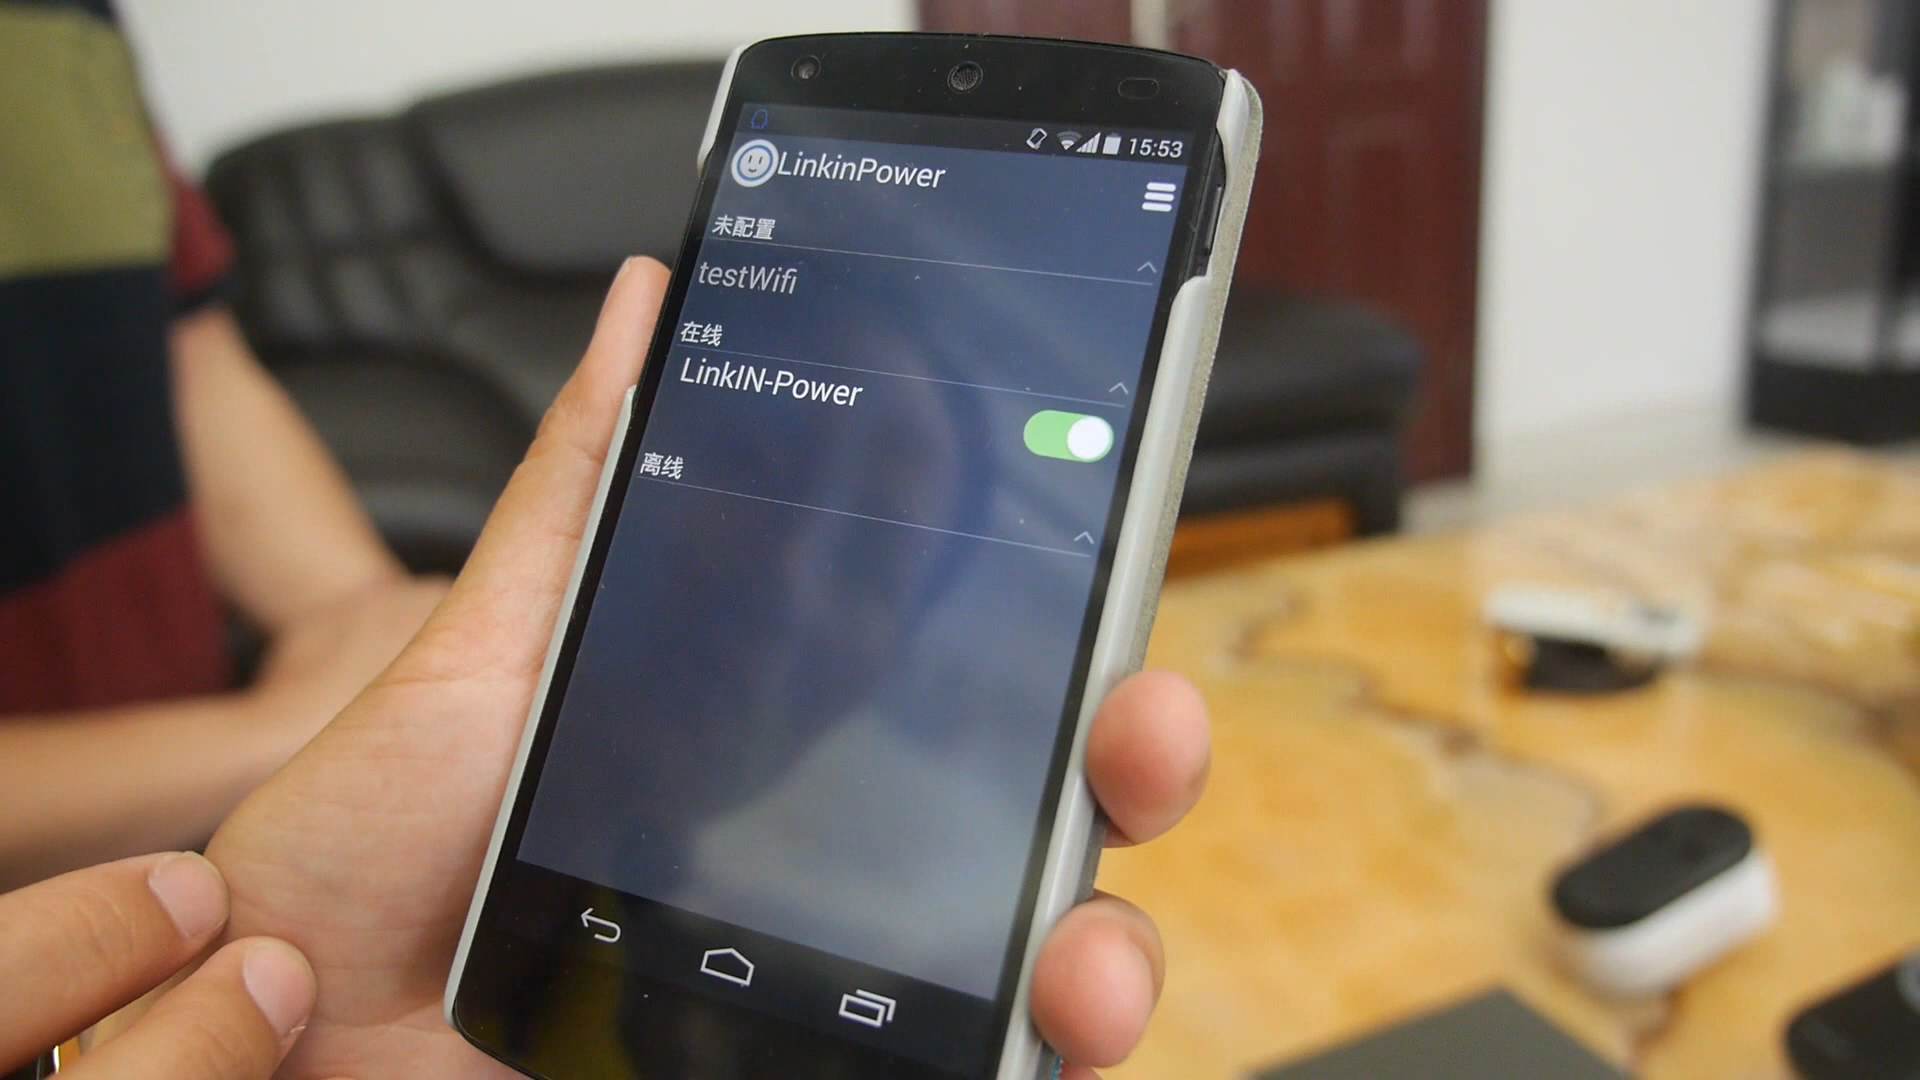 15:53
LinkinPower
未配置
testWifi
在线
LinkIN-Power
离线